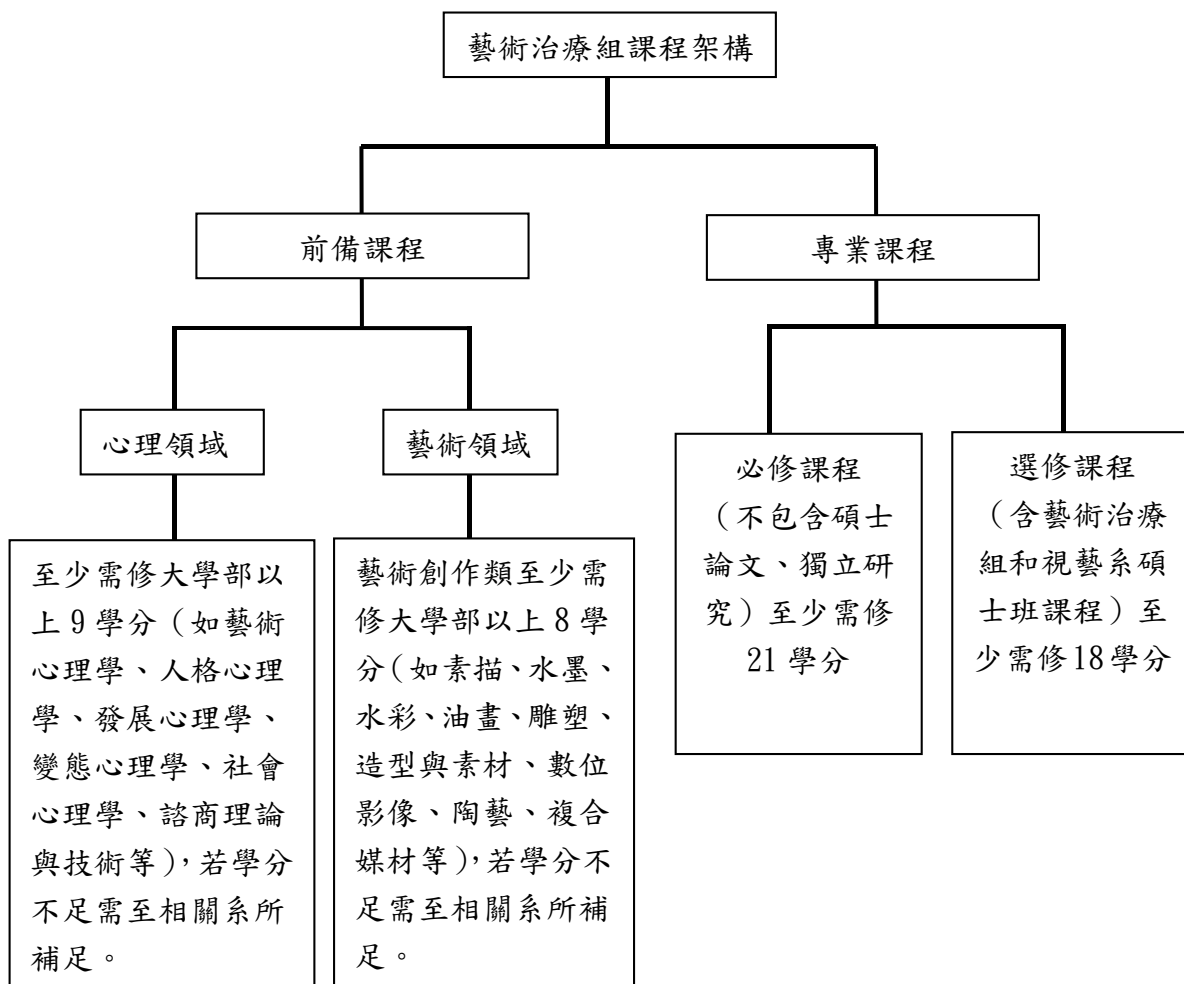 藝術治療組課程架構
前備課程
專業課程
心理領域
藝術領域
至少需修大學部以
上 9 學分（如藝術
心理學、人格心理
學、發展心理學、
變態心理學、社會
心理學、諮商理論
與技術等），若學分
不足需至相關系所
補足。
藝術創作類至少需
修大學部以上 8 學
分（如素描、水墨、
水彩、油畫、雕塑、
造型與素材、數位
影像、陶藝、複合
媒材等），若學分不
足需至相關系所補
足。
必修課程
（不包含碩士
論文、獨立研
究）至少需修
21 學分
選修課程
（含藝術治療
組和視藝系碩
士班課程）至
少需修 18 學分